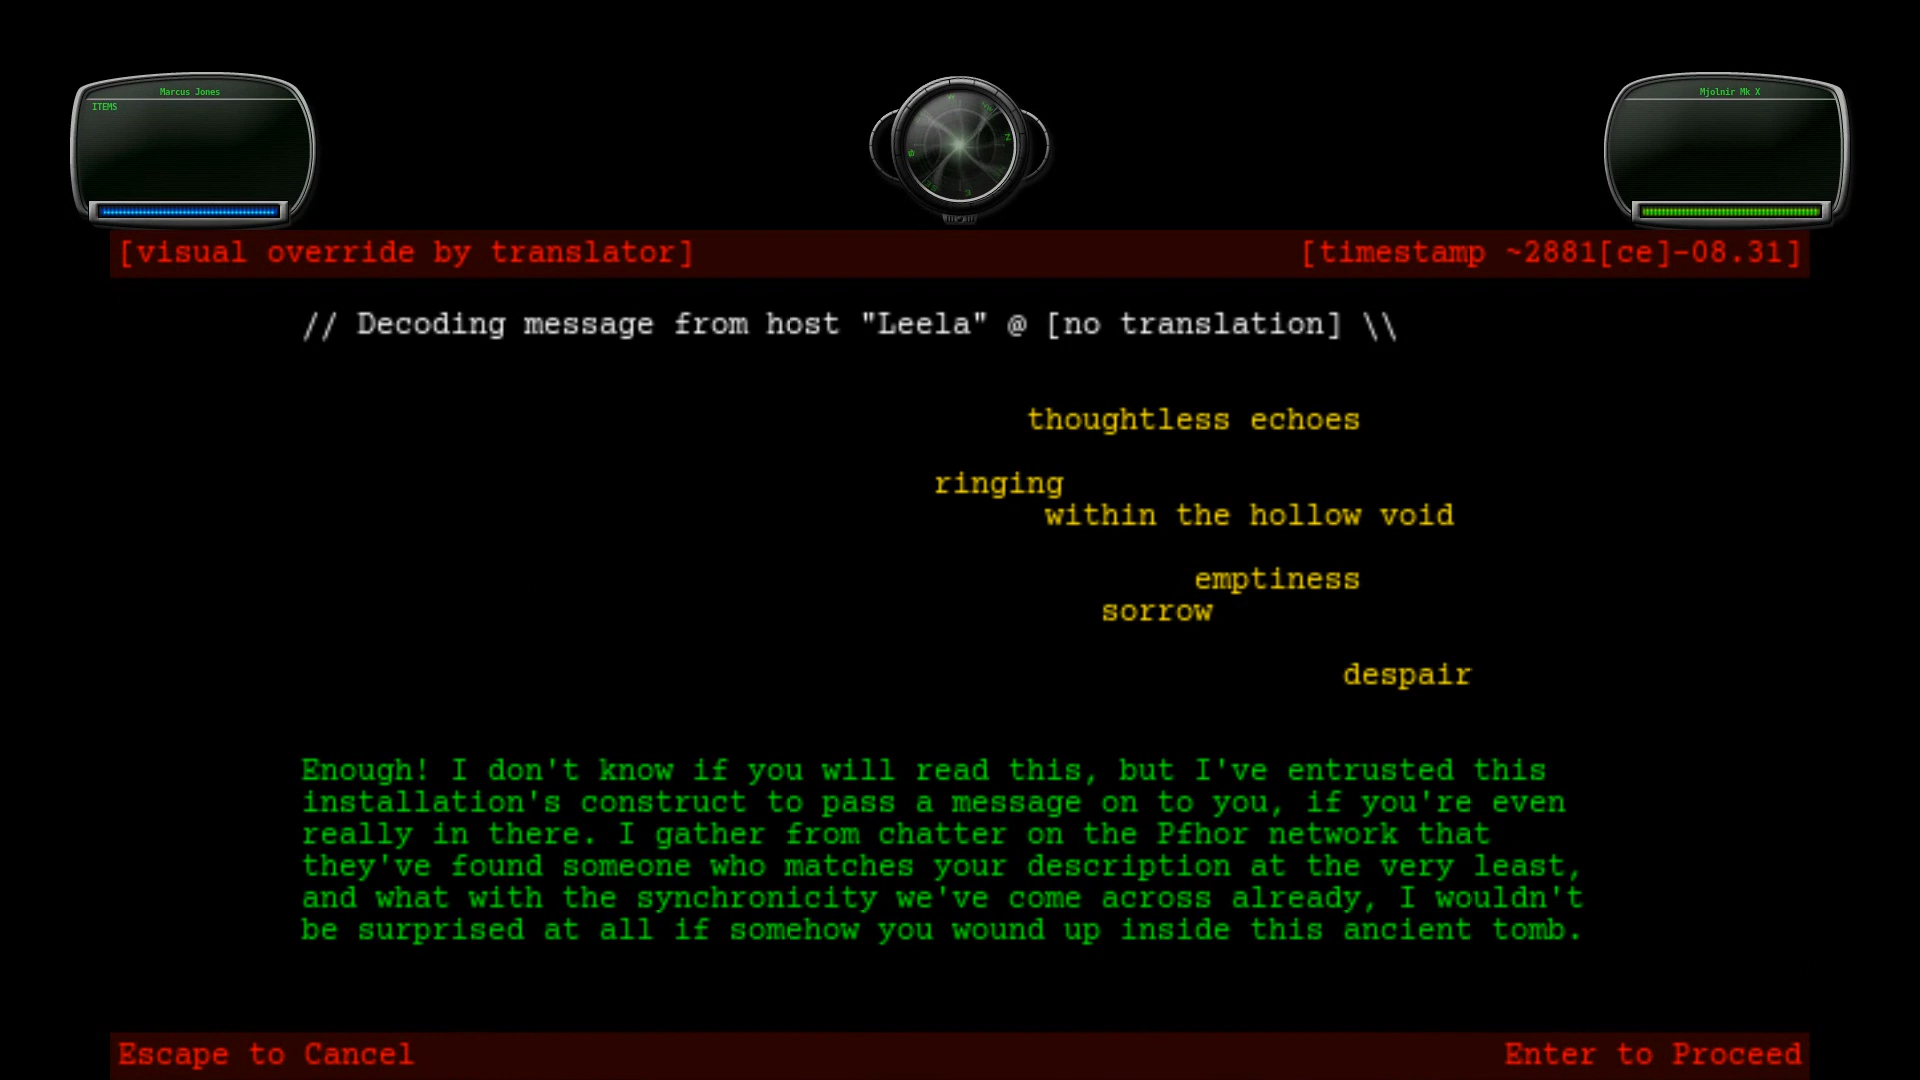 Marcus Jones
ITEMS
Mjolnir Mk X
[visual override by translator] [timestamp ~2881[ce]-08.31]
// Decoding message from host "Leela" @ [no translation] \\
thoughtless echoes
ringing
within the hollow void
emptiness
sorrow
despair
Enough! I don't know if you will read this, but I've entrusted this
installation's construct to pass a message on to you, if you're even
really in there. I gather from chatter on the Pfhor network that
they've found someone who matches your description at the very least,
and what with the synchronicity we've come across already, I wouldn't
be surprised at all if somehow you wound up inside this ancient tomb.
Escape to Cancel Enter to Proceed